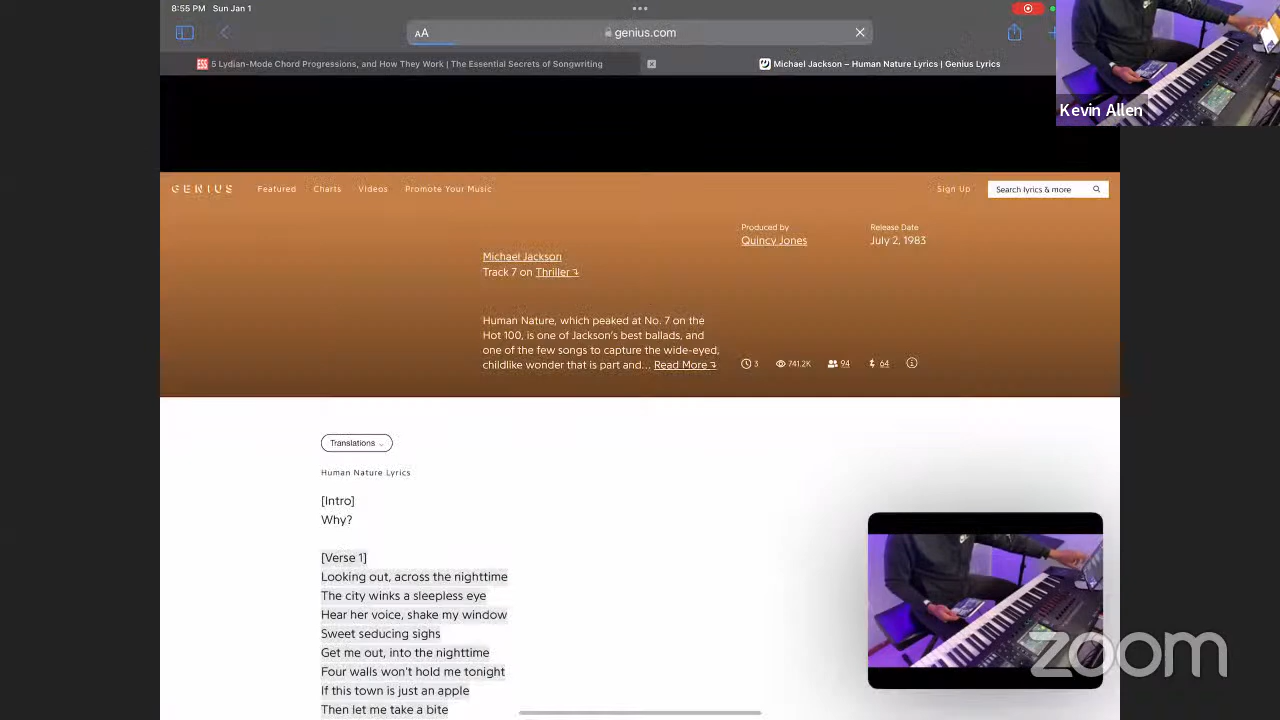 8:55 PM Sun Jan 1
AA
genius.com
5 Lydian-Mode Chord Progressions, and How They Work | The Essential Secrets of Songwriting
Michael Jackson – Human Nature Lyrics | Genius Lyrics
Kevin Allen
GENIUS
Featured
Charts
Videos
Promote Your Music
Sign Up
Search lyrics & more
Produced by
Quincy Jones
Release Date
July 2, 1983
Michael Jackson
Track 7 on Thriller
Human Nature, which peaked at No. 7 on the
Hot 100, is one of Jackson's best ballads, and
one of the few songs to capture the wide-eyed,
childlike wonder that is part and... Read More
3
741.2K
94
64
Translations
Human Nature Lyrics
[Intro]
Why?
[Verse 1]
Looking out, across the nighttime
The city winks a sleepless eye
Hear her voice, shake my window
Sweet seducing sighs
Get me out, into the nighttime
Four walls won't hold me tonight
If this town is just an apple
Then let me take a bite
zoom